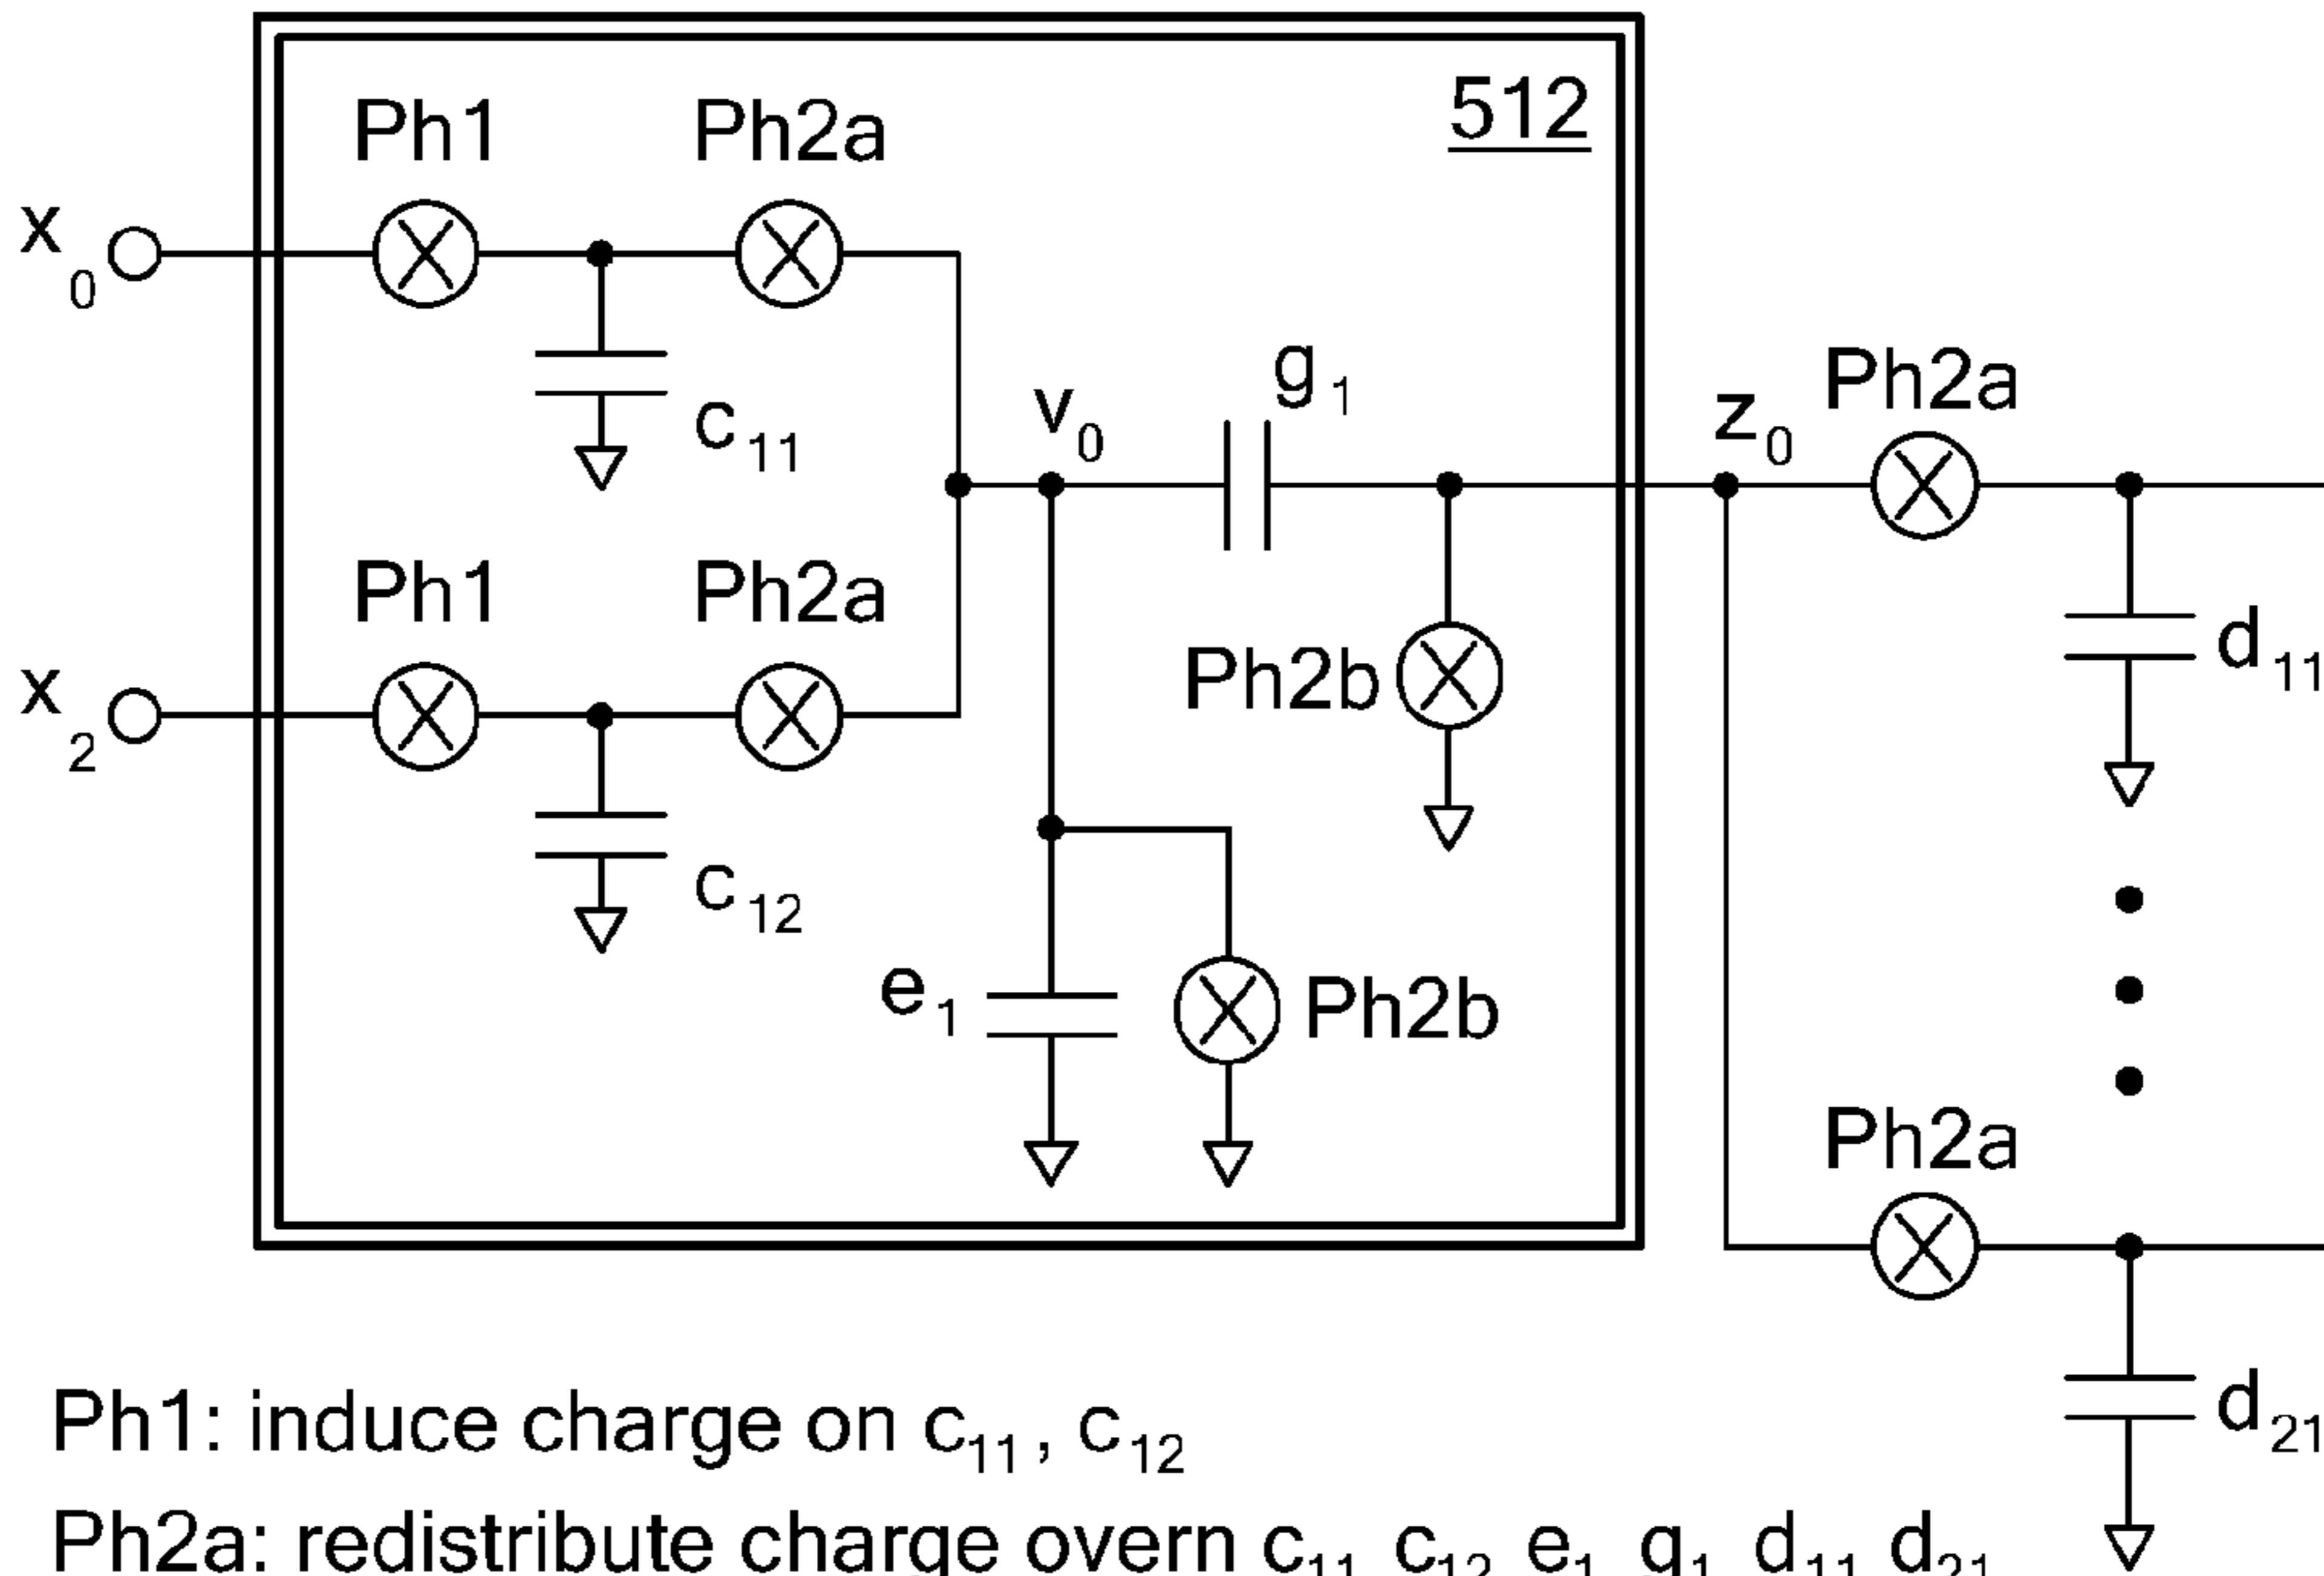 512
Ph1 Ph2a
x₀
c₁₁
v₀ g₁ z₀ Ph2a
Ph1 Ph2a
x₂
Ph2b d₁₁
c₁₂
e₁ Ph2b
Ph2a
d₂₁
Ph1: induce charge on c₁₁, c₁₂
Ph2a: redistribute charge overn c₁₁ c₁₂ e₁ g₁ d₁₁ d₂₁